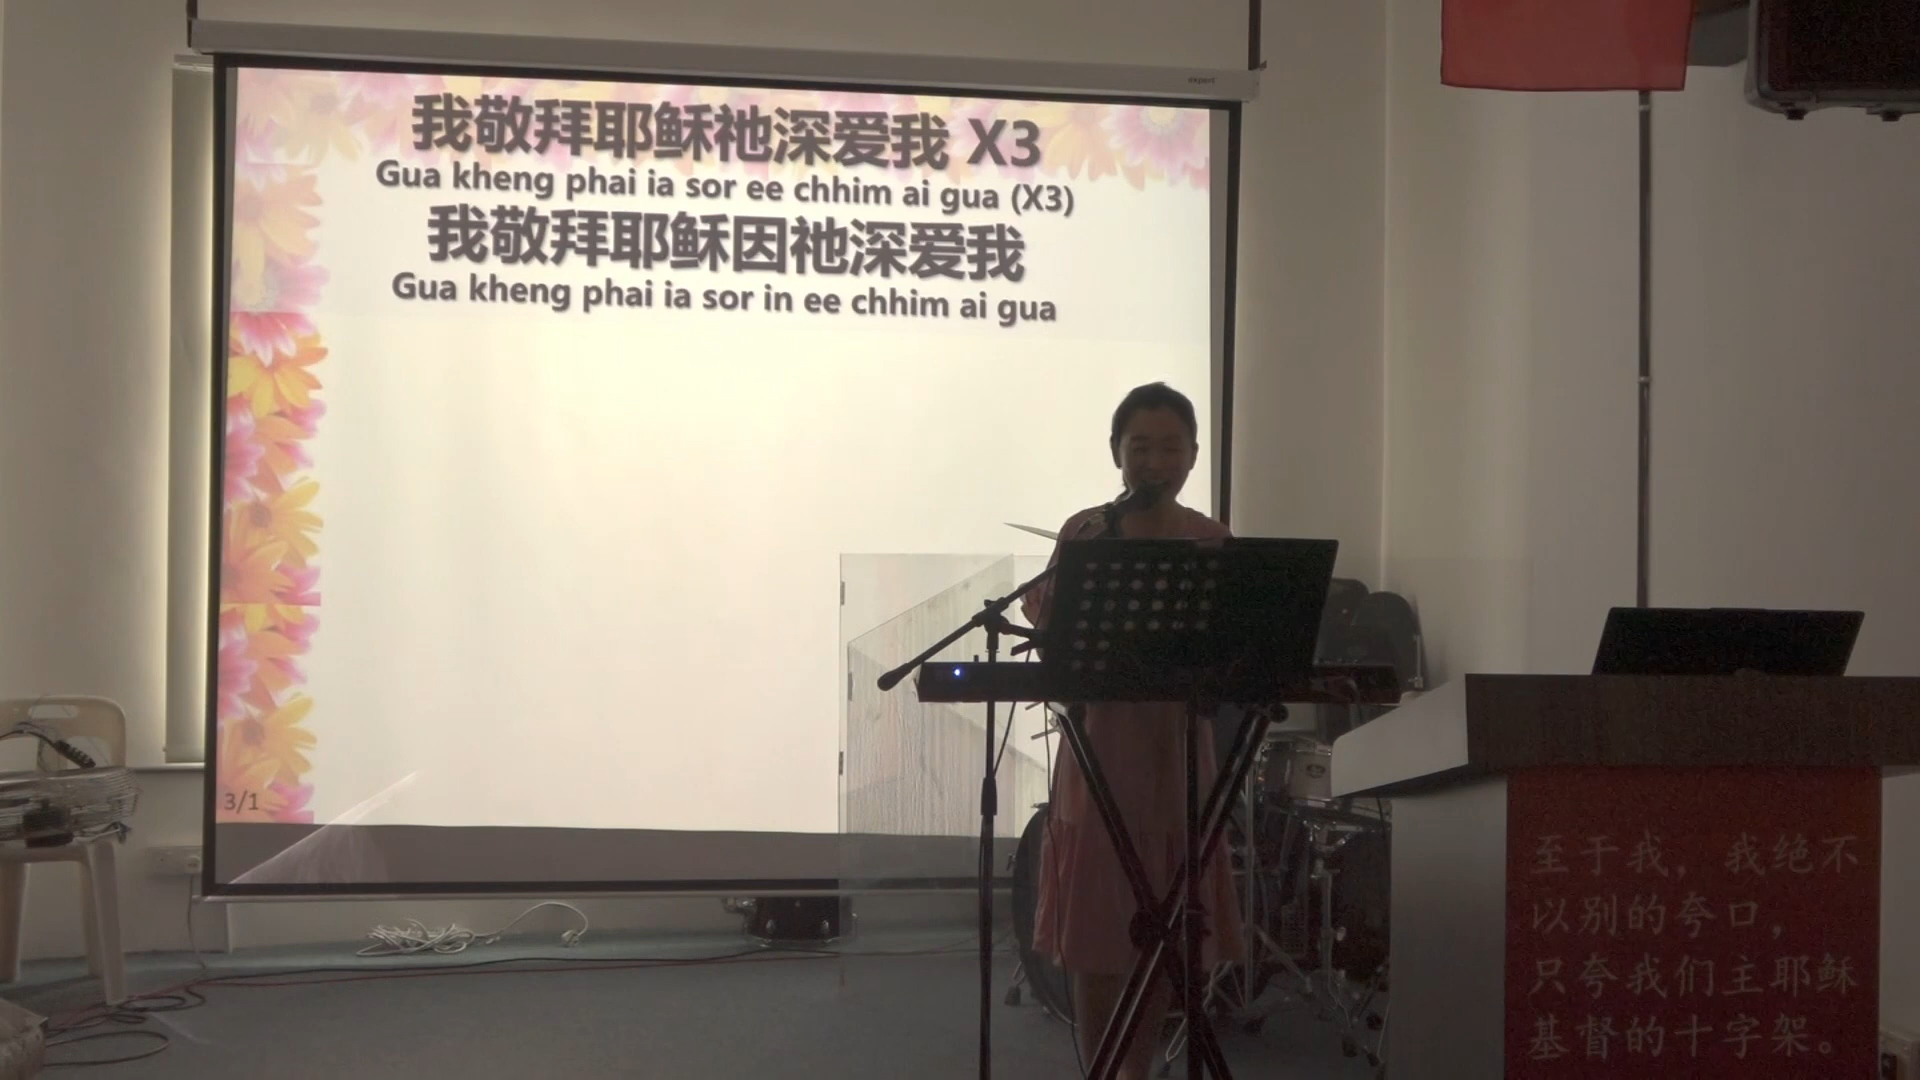 expert
我敬拜耶稣祂深爱我 X3
Gua kheng phai ia sor ee chhim ai gua (X3)
我敬拜耶稣因祂深爱我
Gua kheng phai ia sor in ee chhim ai gua
3/1
至于我，我绝不
以别的夸口，
只夸我们主耶稣
基督的十字架。